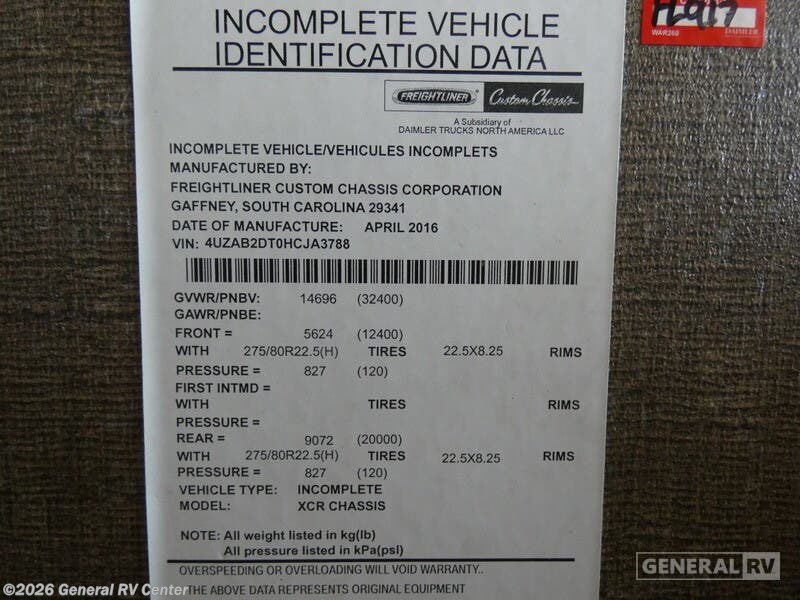 INCOMPLETE VEHICLE
IDENTIFICATION DATA
FREIGHTLINER Custom Chassis
A Subsidiary of
DAIMLER TRUCKS NORTH AMERICA LLC
INCOMPLETE VEHICLE/VEHICULES INCOMPLETS
MANUFACTURED BY:
FREIGHTLINER CUSTOM CHASSIS CORPORATION
GAFFNEY, SOUTH CAROLINA 29341
DATE OF MANUFACTURE: APRIL 2016
VIN: 4UZAB2DT0HCJA3788
GVWR/PNBV: 14696 (32400)
GAWR/PNBE:
FRONT = 5624 (12400)
WITH 275/80R22.5(H) TIRES 22.5X8.25 RIMS
PRESSURE = 827 (120)
FIRST INTMD =
WITH TIRES RIMS
PRESSURE =
REAR = 9072 (20000)
WITH 275/80R22.5(H) TIRES 22.5X8.25 RIMS
PRESSURE = 827 (120)
VEHICLE TYPE: INCOMPLETE
MODEL: XCR CHASSIS
NOTE: All weight listed in kg(lb)
All pressure listed in kPa(psl)
OVERSPEEDING OR OVERLOADING WILL VOID WARRANTY..
THE ABOVE DATA REPRESENTS ORIGINAL EQUIPMENT
WAR260 DAIMLER
GENERAL RV
©2026 General RV Center